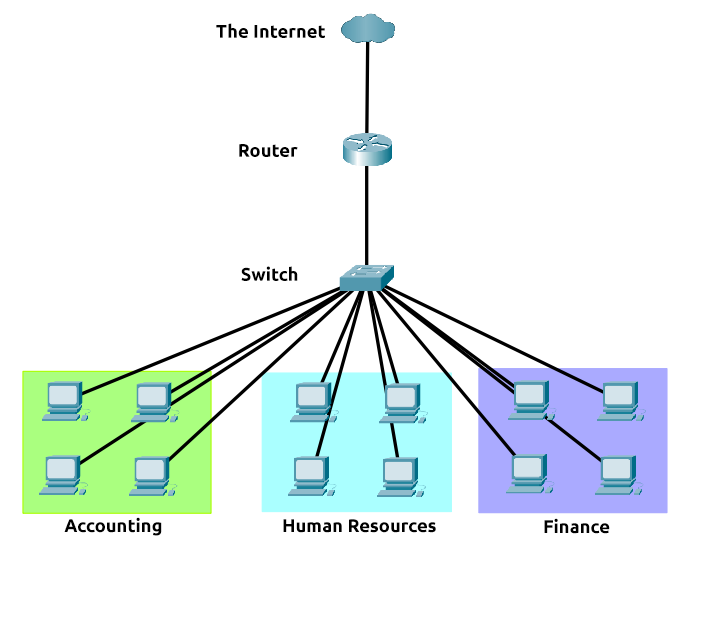 The Internet
Router
Switch
Accounting
Human Resources
Finance